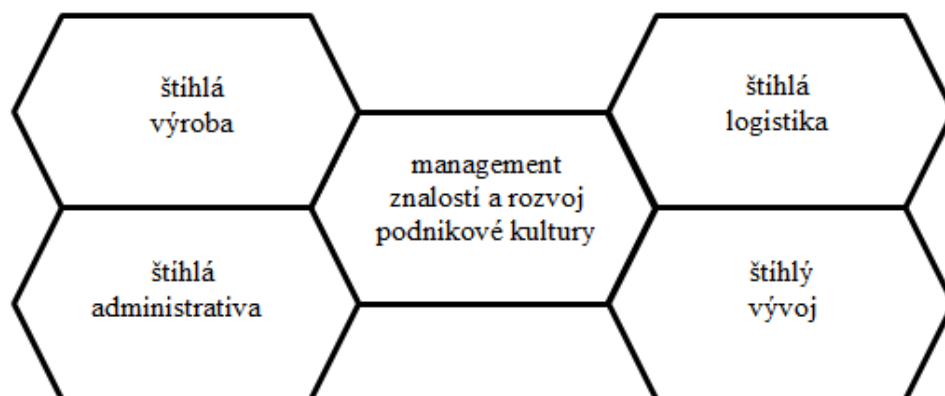 štíhlá
výroba
štíhlá
logistika
management
znalostí a rozvoj
podnikové kultury
štíhlá
administrativa
štíhlý
vývoj